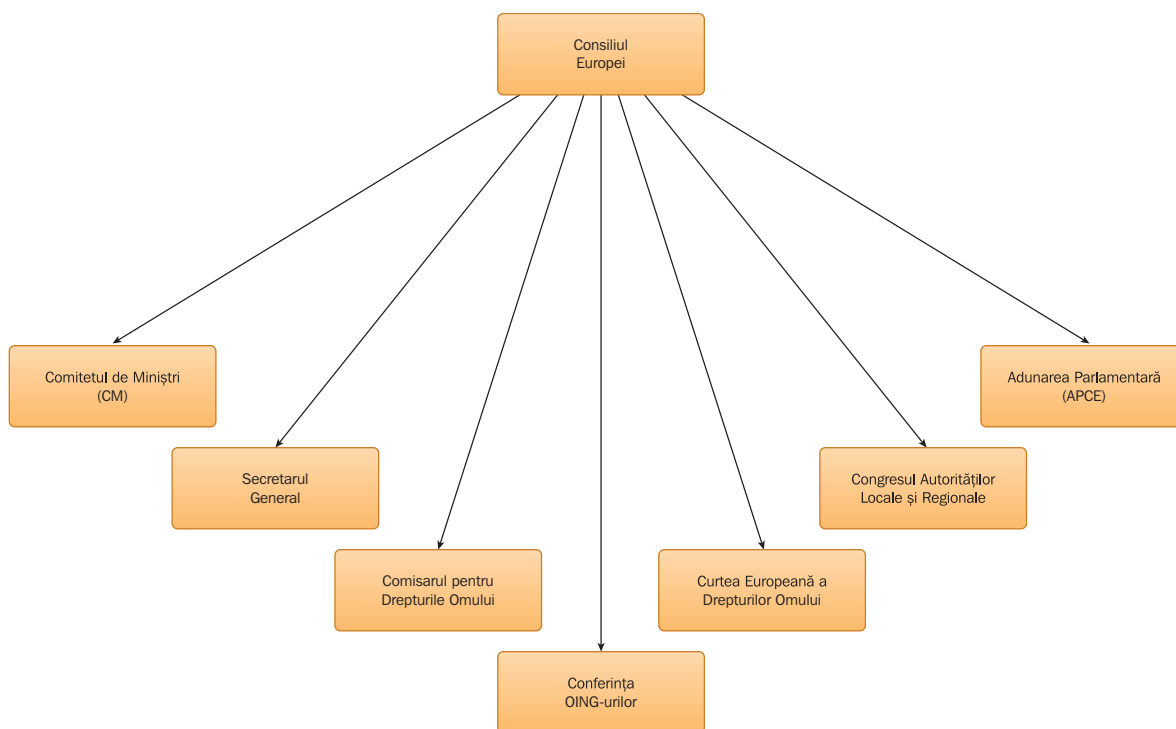 Consiliul
Europei
Comitetul de Miniștri
(CM)
Adunarea Parlamentară
(APCE)
Secretarul
General
Congresul Autorităților
Locale și Regionale
Comisarul pentru
Drepturile Omului
Curtea Europeană a
Drepturilor Omului
Conferința
OING-urilor